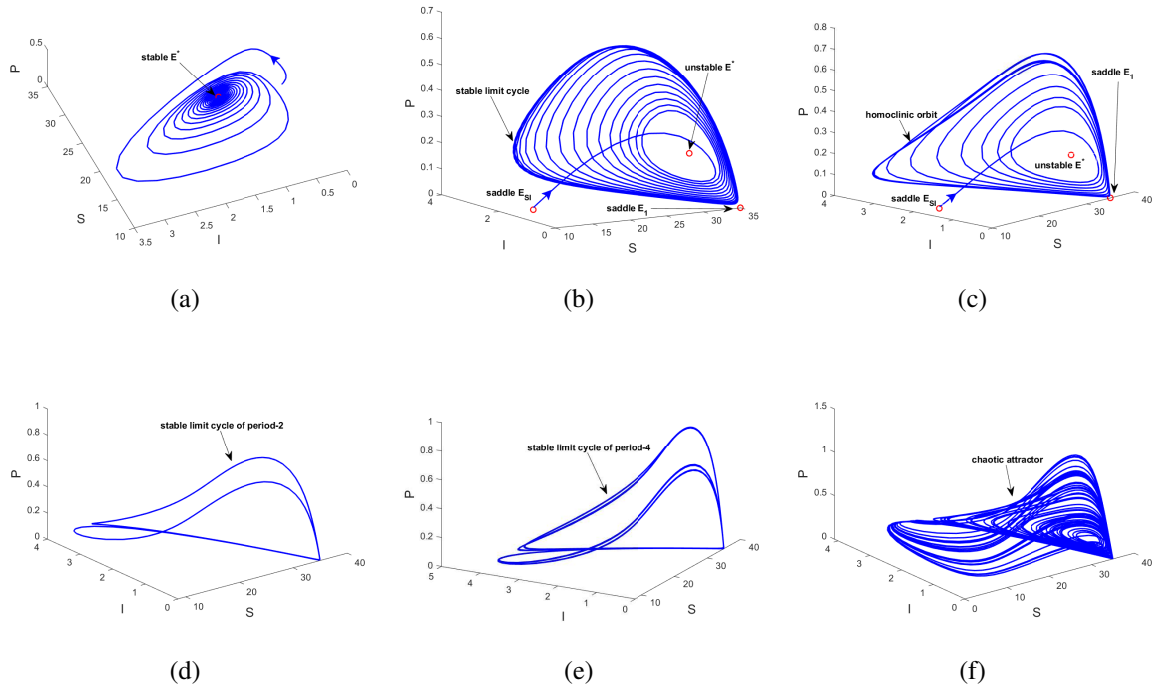 0.5
P
0
35
30
25
S
20
15
10
3.5
3
2.5
2
1.5
1
0.5
0
I
stable E*
(a)
0.7
0.6
0.5
0.4
P
0.3
0.2
0.1
0
4
2
I
0
10
15
20
25
30
35
S
stable limit cycle
unstable E*
saddle E_SI
saddle E_1
(b)
0.8
0.7
0.6
0.5
P
0.4
0.3
0.2
0.1
0
4
3
2
I
1
0
10
20
30
40
S
saddle E_1
homoclinic orbit
unstable E*
saddle E_SI
(c)
1
0.8
0.6
P
0.4
0.2
0
4
3
2
I
1
0
10
20
30
40
S
stable limit cycle of period-2
(d)
1
0.8
0.6
P
0.4
0.2
0
5
4
3
2
I
1
0
10
20
30
40
S
stable limit cycle of period-4
(e)
1.5
1
P
0.5
0
4
3
2
I
1
0
0
10
20
30
40
S
chaotic attractor
(f)